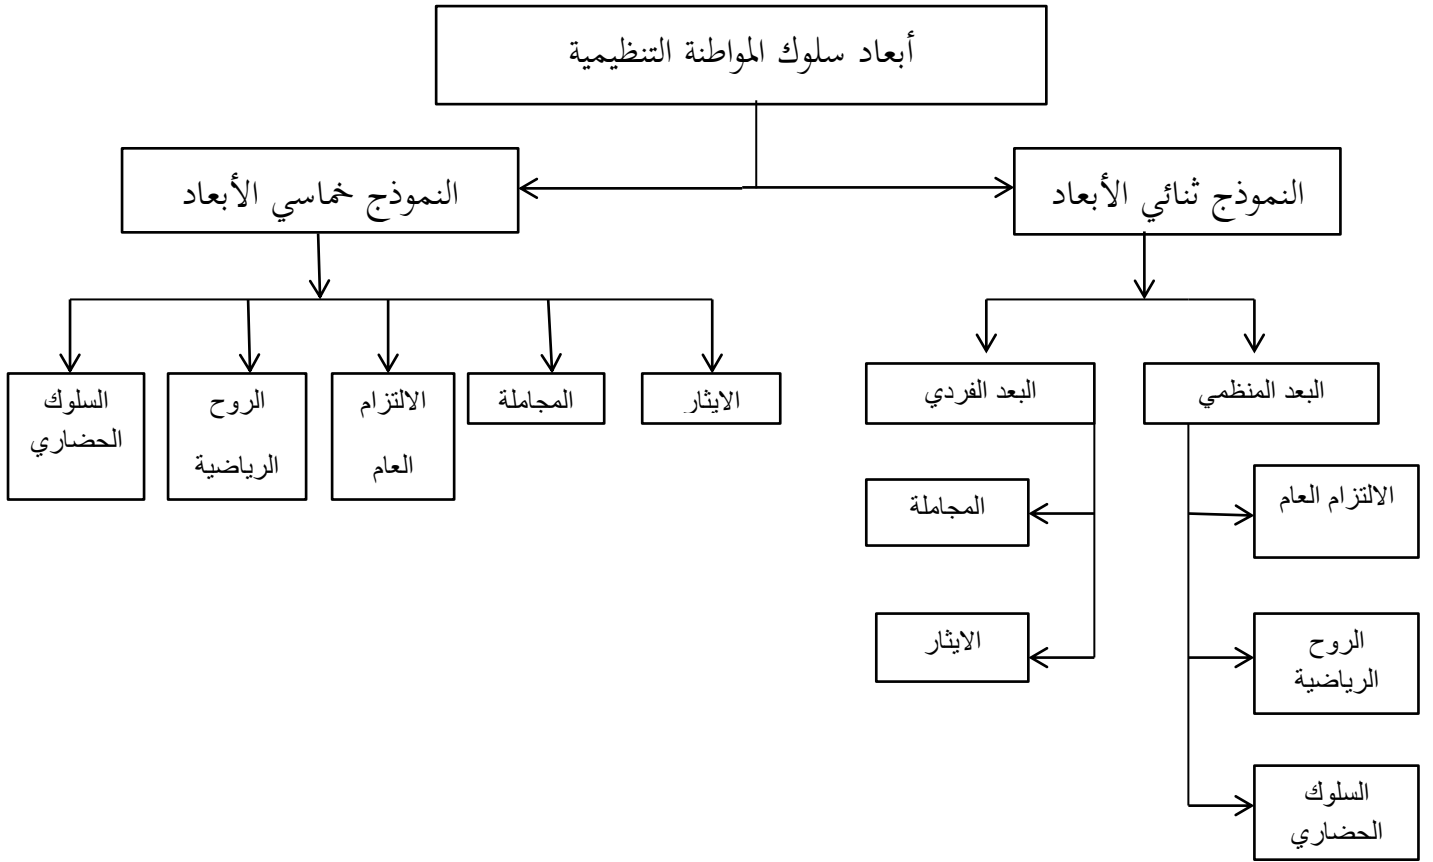 أبعاد سلوك المواطنة التنظيمية
النموذج ثنائي الأبعاد
النموذج خماسي الأبعاد
البعد المنظمي
البعد الفردي
الايثار
المجاملة
الالتزام
العام
الروح
الرياضية
السلوك
الحضاري
الالتزام العام
المجاملة
الروح
الرياضية
الايثار
السلوك
الحضاري